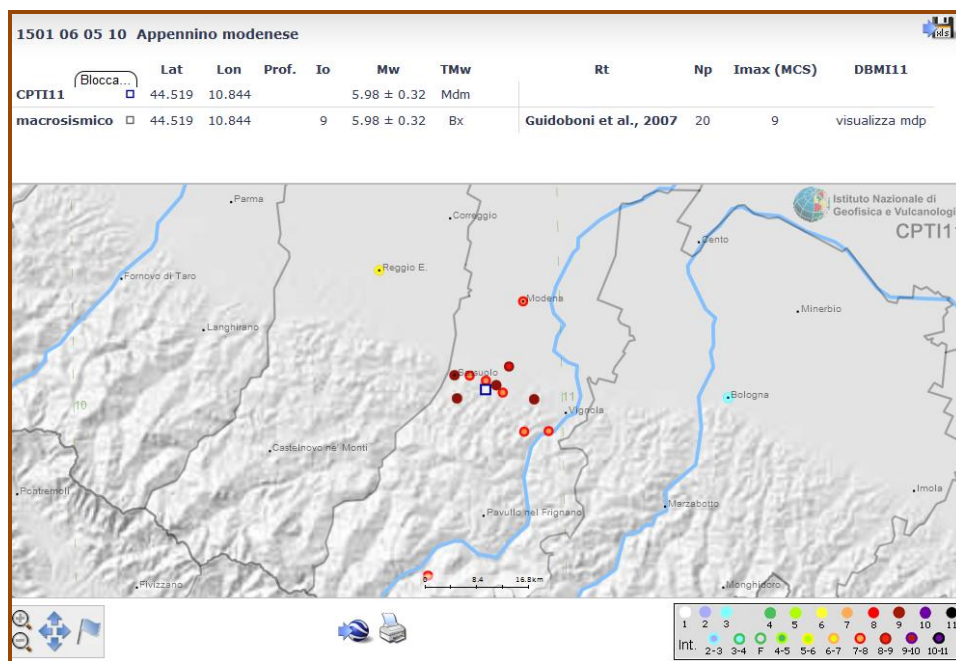 1501 06 05 10 Appennino modenese
xls
Blocca...
Lat Lon Prof. Io Mw TMw Rt Np Imax (MCS) DBMI11
CPTI11 44.519 10.844 5.98 ± 0.32 Mdm
macrosismico 44.519 10.844 9 5.98 ± 0.32 Bx Guidoboni et al., 2007 20 9 visualizza mdp
Istituto Nazionale di
Geofisica e Vulcanologi
CPTI11
Parma
Correggio
Cento
Reggio E.
Fornovo di Taro
Modena
Minerbio
Langhirano
Sassuolo
10
11
Vignola
Bologna
Castelnovo ne' Monti
Pontremoli
Imola
Pavullo nel Frignano
Marzabotto
Fivizzano
Monghidoro
0 8.4 16.8km
1 2 3 4 5 6 7 8 9 10 11
Int. 2-3 3-4 F 4-5 5-6 6-7 7-8 8-9 9-10 10-11